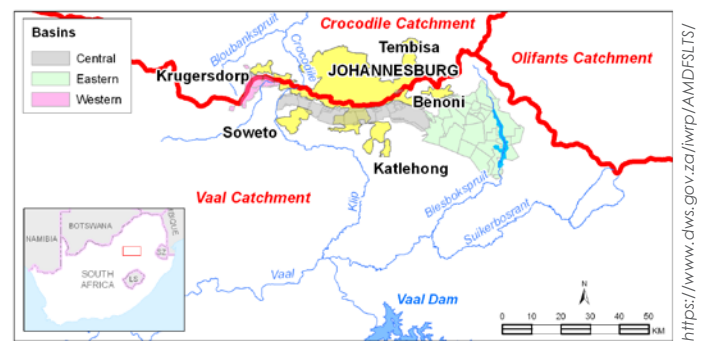 Basins
Central
Eastern
Western
Crocodile Catchment
Tembisa
Olifants Catchment
Bloubankspruit
Crocodile
Krugersdorp
JOHANNESBURG
Benoni
Soweto
Katlehong
Vaal Catchment
Klip
Blesbokspruit
Suikerbosrant
Vaal
Vaal Dam
NAMIBIA
BOTSWANA
SOUTH
AFRICA
LS
N
0 10 20 30 40 50
KM
https://www.dws.gov.za/iwrp/AMDFSLTS/